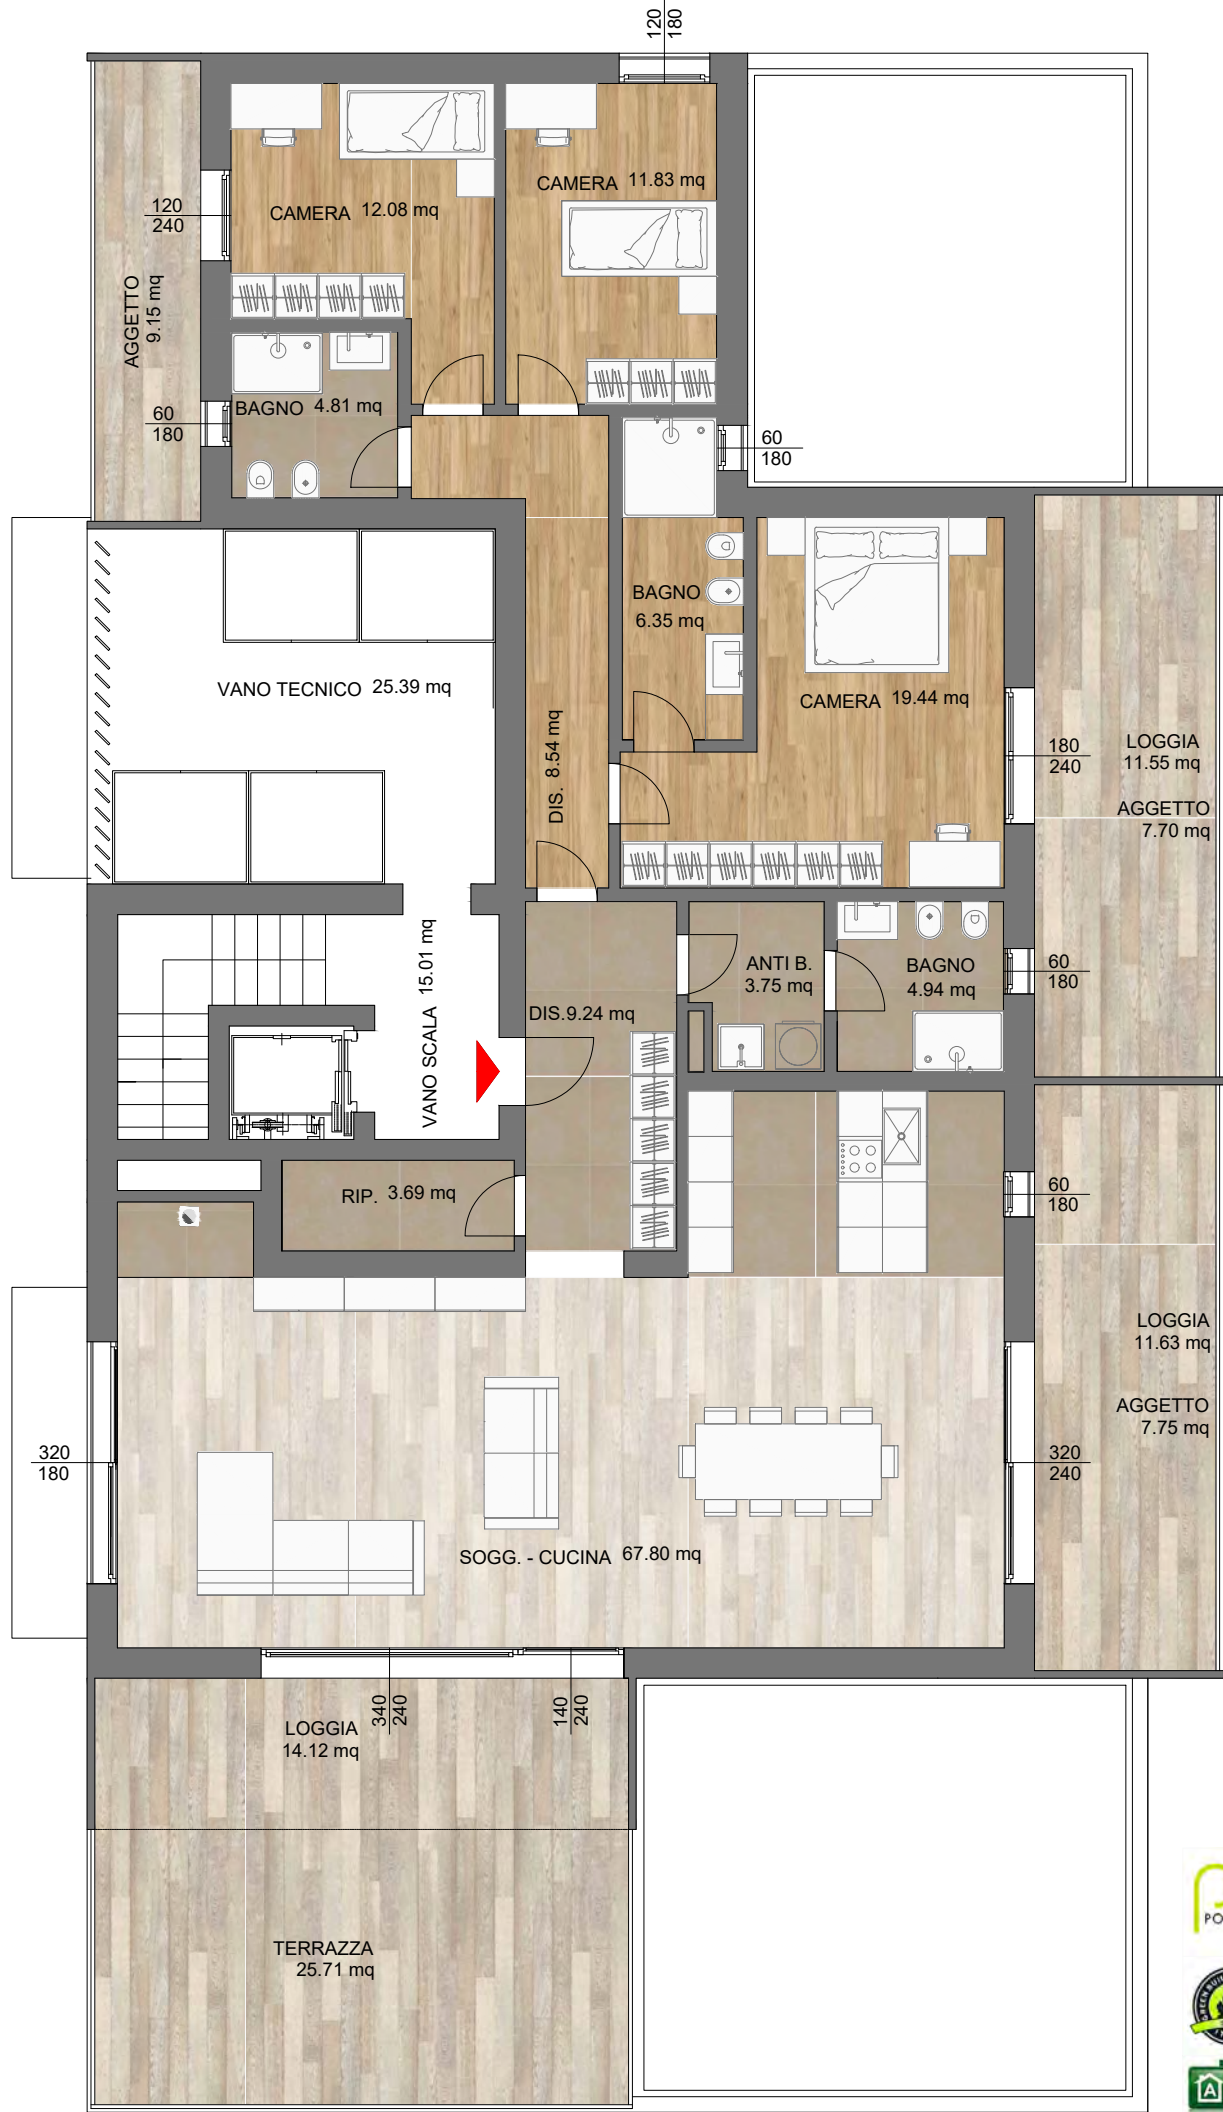 120
180
CAMERA 12.08 mq
CAMERA 11.83 mq
120
240
AGGETTO
9.15 mq
BAGNO 4.81 mq
60
180
60
180
BAGNO
6.35 mq
VANO TECNICO 25.39 mq
CAMERA 19.44 mq
DIS. 8.54 mq
180
240
LOGGIA
11.55 mq
AGGETTO
7.70 mq
VANO SCALA 15.01 mq
ANTI B.
3.75 mq
BAGNO
4.94 mq
60
180
DIS.9.24 mq
RIP. 3.69 mq
60
180
LOGGIA
11.63 mq
AGGETTO
7.75 mq
320
180
320
240
SOGG. - CUCINA 67.80 mq
LOGGIA
14.12 mq
340
240
140
240
TERRAZZA
25.71 mq
PO
A